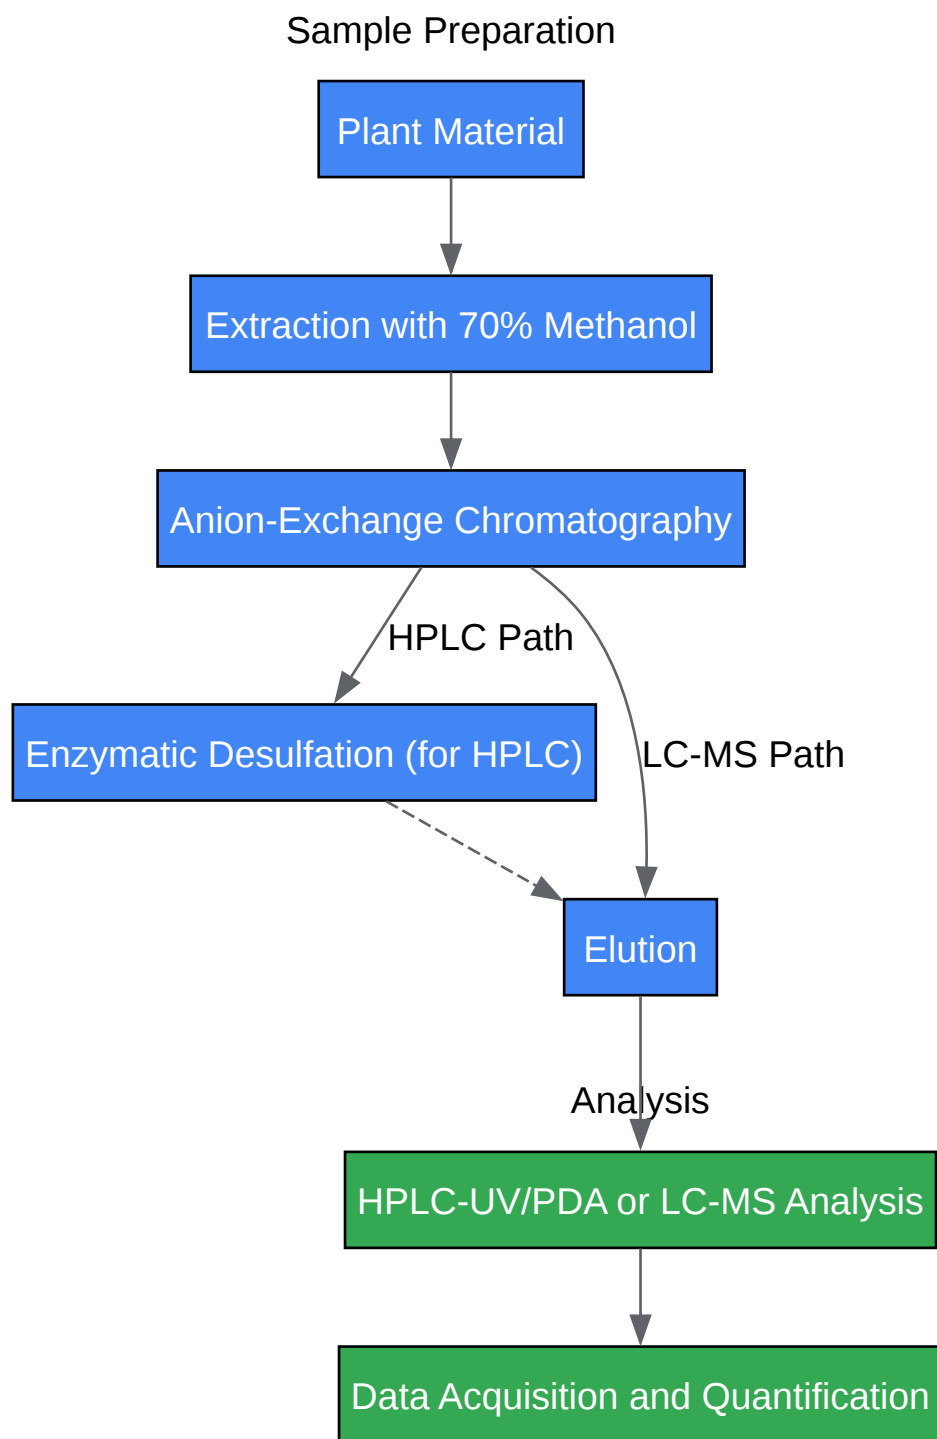 Sample Preparation
Plant Material
Extraction with 70% Methanol
Anion-Exchange Chromatography
HPLC Path
Enzymatic Desulfation (for HPLC)
LC-MS Path
Elution
Analysis
HPLC-UV/PDA or LC-MS Analysis
Data Acquisition and Quantification